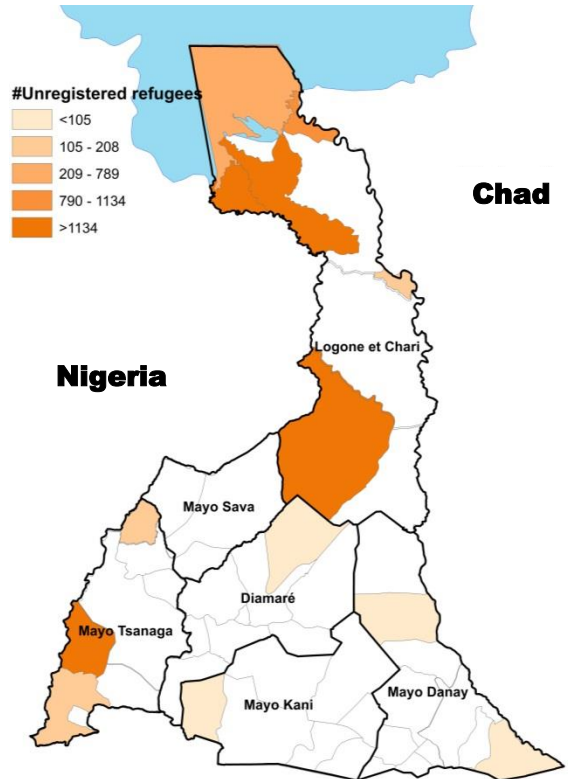 #Unregistered refugees
<105
105 - 208
209 - 789
790 - 1134
>1134
Chad
Logone et Chari
Nigeria
Mayo Sava
Diamaré
Mayo Tsanaga
Mayo Kani
Mayo Danay